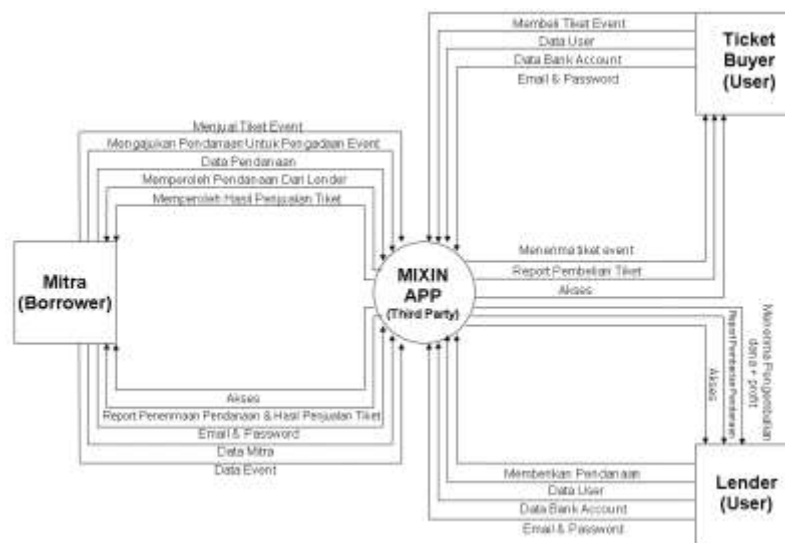 Membeli Tiket Event
Data User
Data Bank Account
Email & Password
Ticket
Buyer
(User)
Menjual Tiket Event
Mengajukan Pendanaan Untuk Pengadaan Event
Data Pendanaan
Memperoleh Pendanaan Dari Lender
Memperoleh Hasil Penjualan Tiket
Mitra
(Borrower)
MIXIN
APP
(Third Party)
Menerima tiket event
Report Pembelian Tiket
Akses
Akses
Report Penerimaan Pendanaan & Hasil Penjualan Tiket
Email & Password
Data Mitra
Data Event
Akses
Report Pemberian Pendanaan
Menerima Pengembalian
dana + profit
Memberikan Pendanaan
Data User
Data Bank Account
Email & Password
Lender
(User)